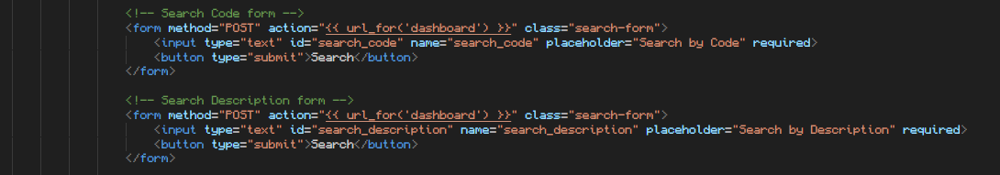 <!-- Search Code form -->
<form method="POST" action="{{ url_for('dashboard') }}" class="search-form">
<input type="text" id="search_code" name="search_code" placeholder="Search by Code" required>
<button type="submit">Search</button>
</form>
<!-- Search Description form -->
<form method="POST" action="{{ url_for('dashboard') }}" class="search-form">
<input type="text" id="search_description" name="search_description" placeholder="Search by Description" required>
<button type="submit">Search</button>
</form>